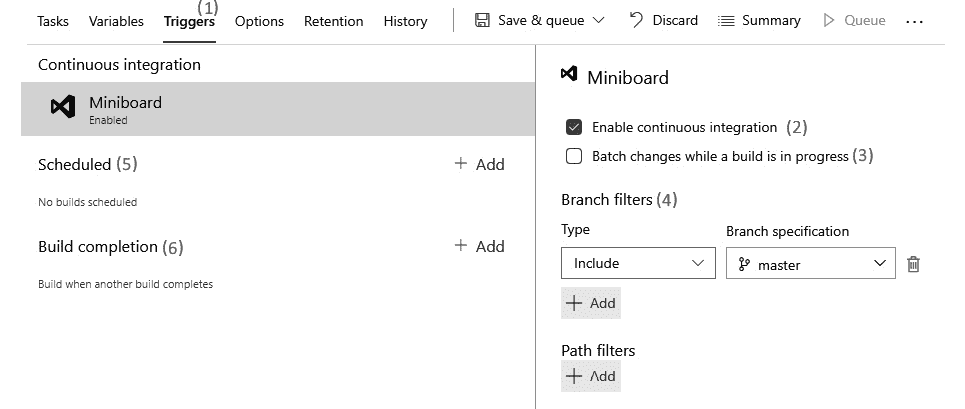 Tasks Variables Triggers (1) Options Retention History Save & queue Discard Summary Queue ...
Continuous integration
Miniboard
Enabled
Scheduled (5) + Add
No builds scheduled
Build completion (6) + Add
Build when another build completes
Miniboard
Enable continuous integration (2)
Batch changes while a build is in progress (3)
Branch filters (4)
Type Branch specification
Include master
+ Add
Path filters
+ Add